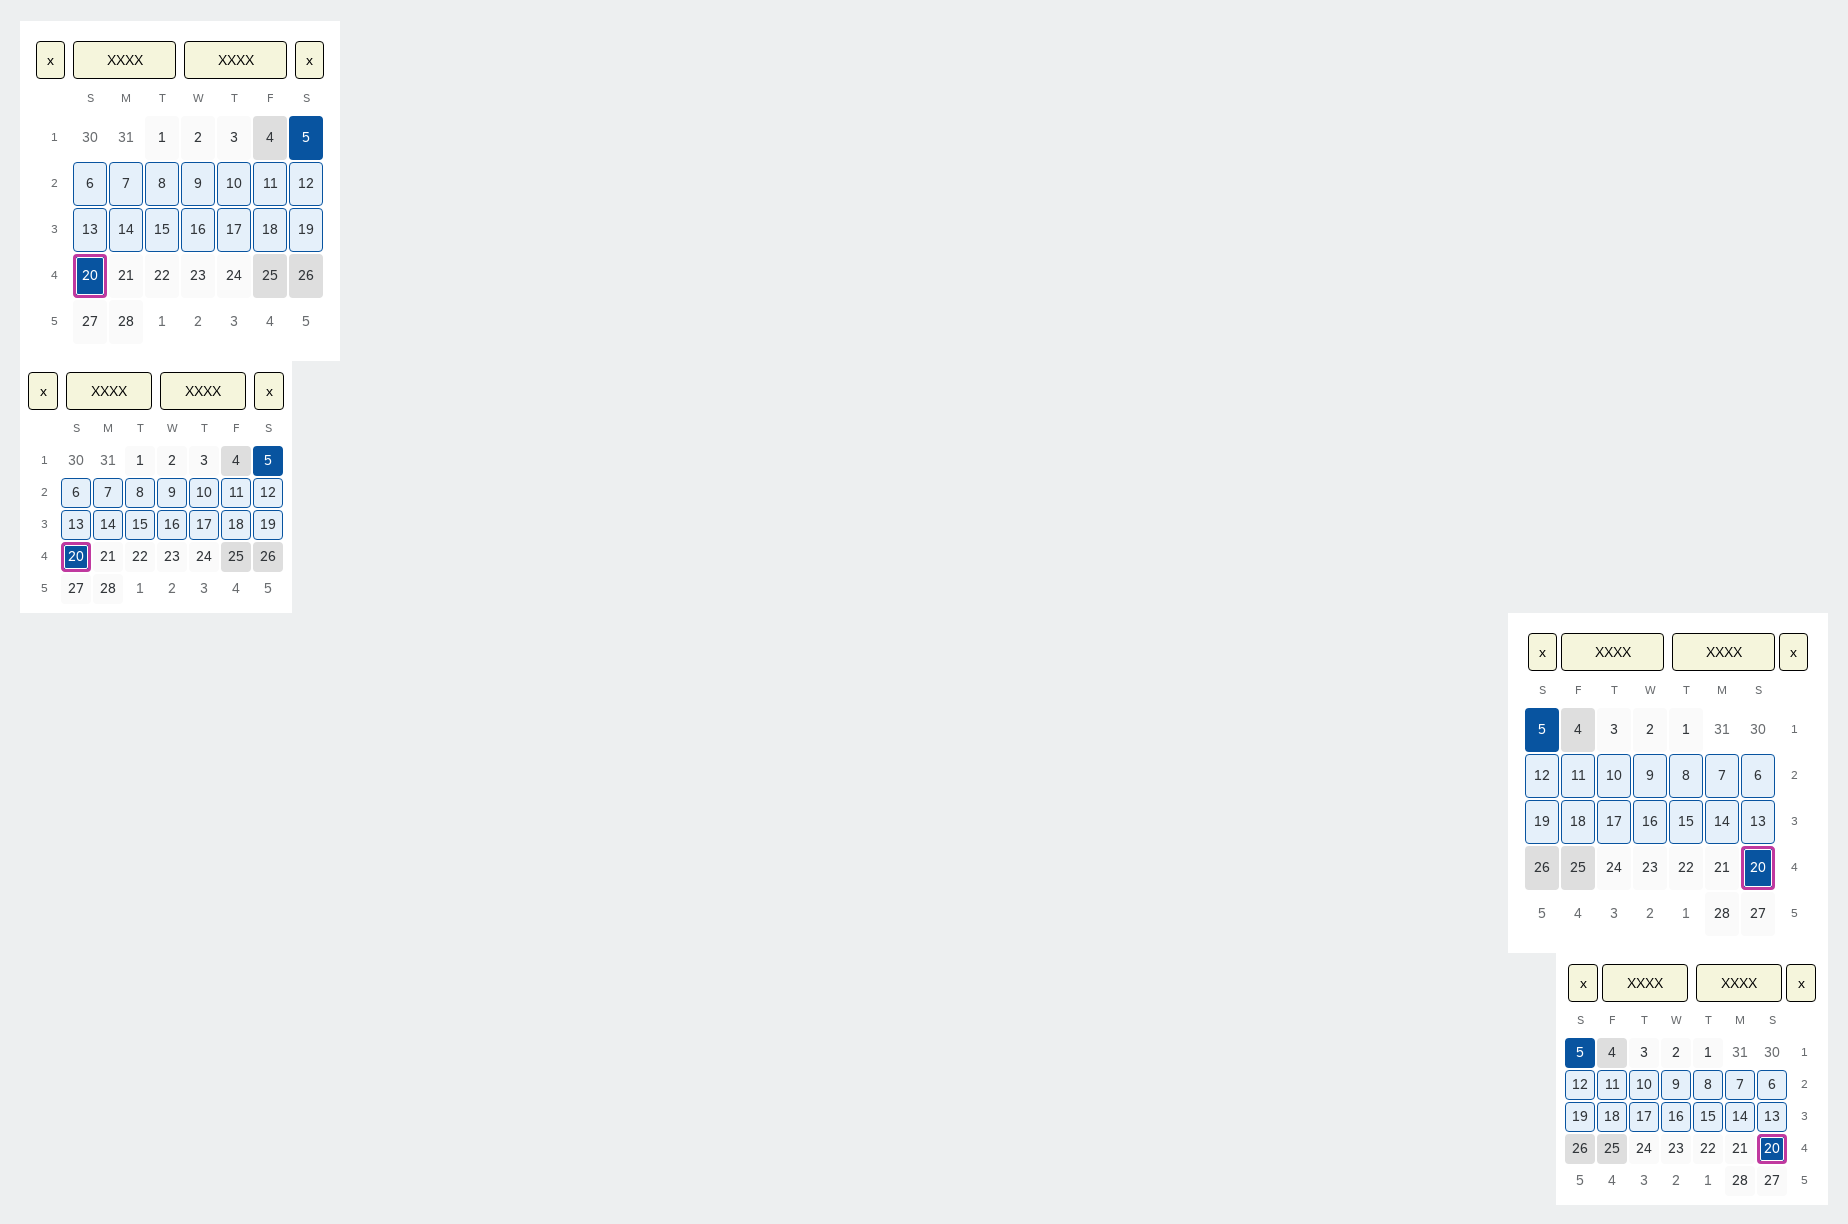 x XXXX XXXX x
S M T W T F S
1 30 31 1 2 3 4 5
2 6 7 8 9 10 11 12
3 13 14 15 16 17 18 19
4 20 21 22 23 24 25 26
5 27 28 1 2 3 4 5
x XXXX XXXX x
S M T W T F S
1 30 31 1 2 3 4 5
2 6 7 8 9 10 11 12
3 13 14 15 16 17 18 19
4 20 21 22 23 24 25 26
5 27 28 1 2 3 4 5
x XXXX XXXX x
S F T W T M S
5 4 3 2 1 31 30 1
12 11 10 9 8 7 6 2
19 18 17 16 15 14 13 3
26 25 24 23 22 21 20 4
5 4 3 2 1 28 27 5
x XXXX XXXX x
S F T W T M S
5 4 3 2 1 31 30 1
12 11 10 9 8 7 6 2
19 18 17 16 15 14 13 3
26 25 24 23 22 21 20 4
5 4 3 2 1 28 27 5